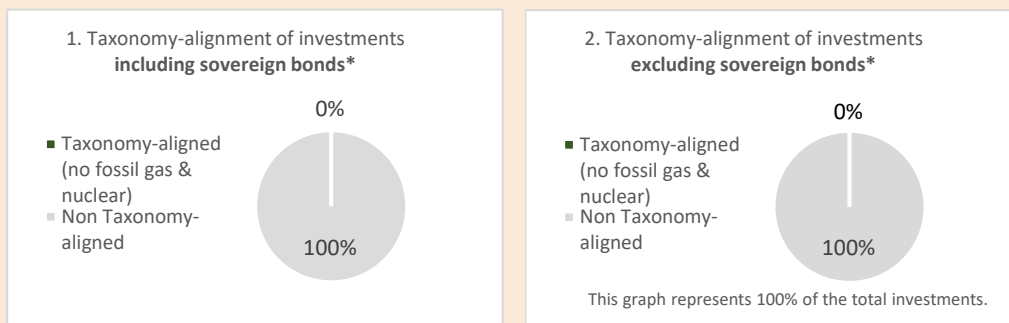 1. Taxonomy-alignment of investments
including sovereign bonds*
0%
Taxonomy-aligned
(no fossil gas &
nuclear)
Non Taxonomy-
aligned
100%
2. Taxonomy-alignment of investments
excluding sovereign bonds*
0%
Taxonomy-aligned
(no fossil gas &
nuclear)
Non Taxonomy-
aligned
100%
This graph represents 100% of the total investments.